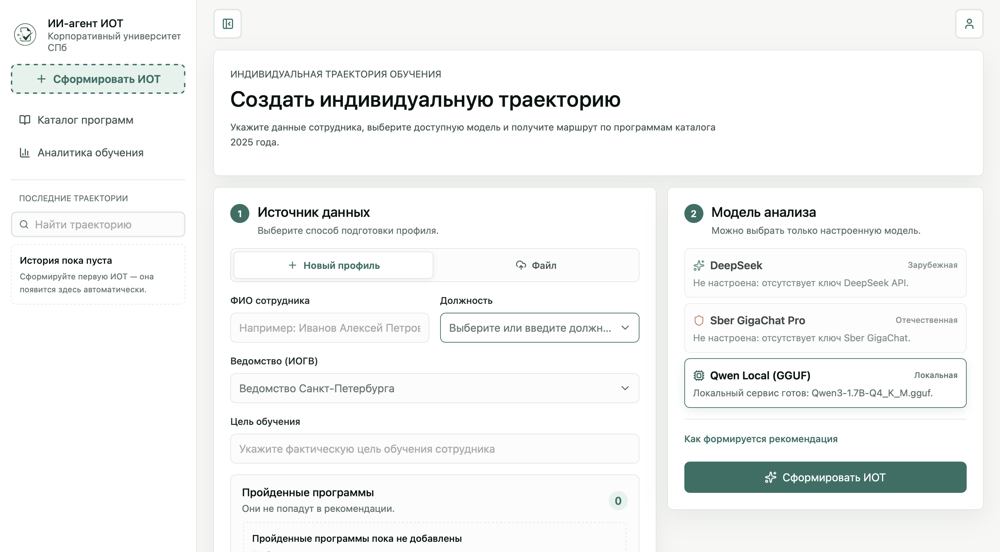 ИИ-агент ИОТ
Корпоративный университет
СПб
Сформировать ИОТ
Каталог программ
Аналитика обучения
ПОСЛЕДНИЕ ТРАЕКТОРИИ
Найти траекторию
История пока пуста
Сформируйте первую ИОТ — она
появится здесь автоматически.
ИНДИВИДУАЛЬНАЯ ТРАЕКТОРИЯ ОБУЧЕНИЯ
Создать индивидуальную траекторию
Укажите данные сотрудника, выберите доступную модель и получите маршрут по программам каталога
2025 года.
1 Источник данных
Выберите способ подготовки профиля.
Новый профиль
Файл
ФИО сотрудника
Например: Иванов Алексей Петров
Должность
Выберите или введите должн...
Ведомство (ИОГВ)
Ведомство Санкт-Петербурга
Цель обучения
Укажите фактическую цель обучения сотрудника
Пройденные программы
Они не попадут в рекомендации.
0
Пройденные программы пока не добавлены
2 Модель анализа
Можно выбрать только настроенную модель.
DeepSeek
Зарубежная
Не настроена: отсутствует ключ DeepSeek API.
Sber GigaChat Pro
Отечественная
Не настроена: отсутствует ключ Sber GigaChat.
Qwen Local (GGUF)
Локальная
Локальный сервис готов: Qwen3-1.7B-Q4_K_M.gguf.
Как формируется рекомендация
Сформировать ИОТ